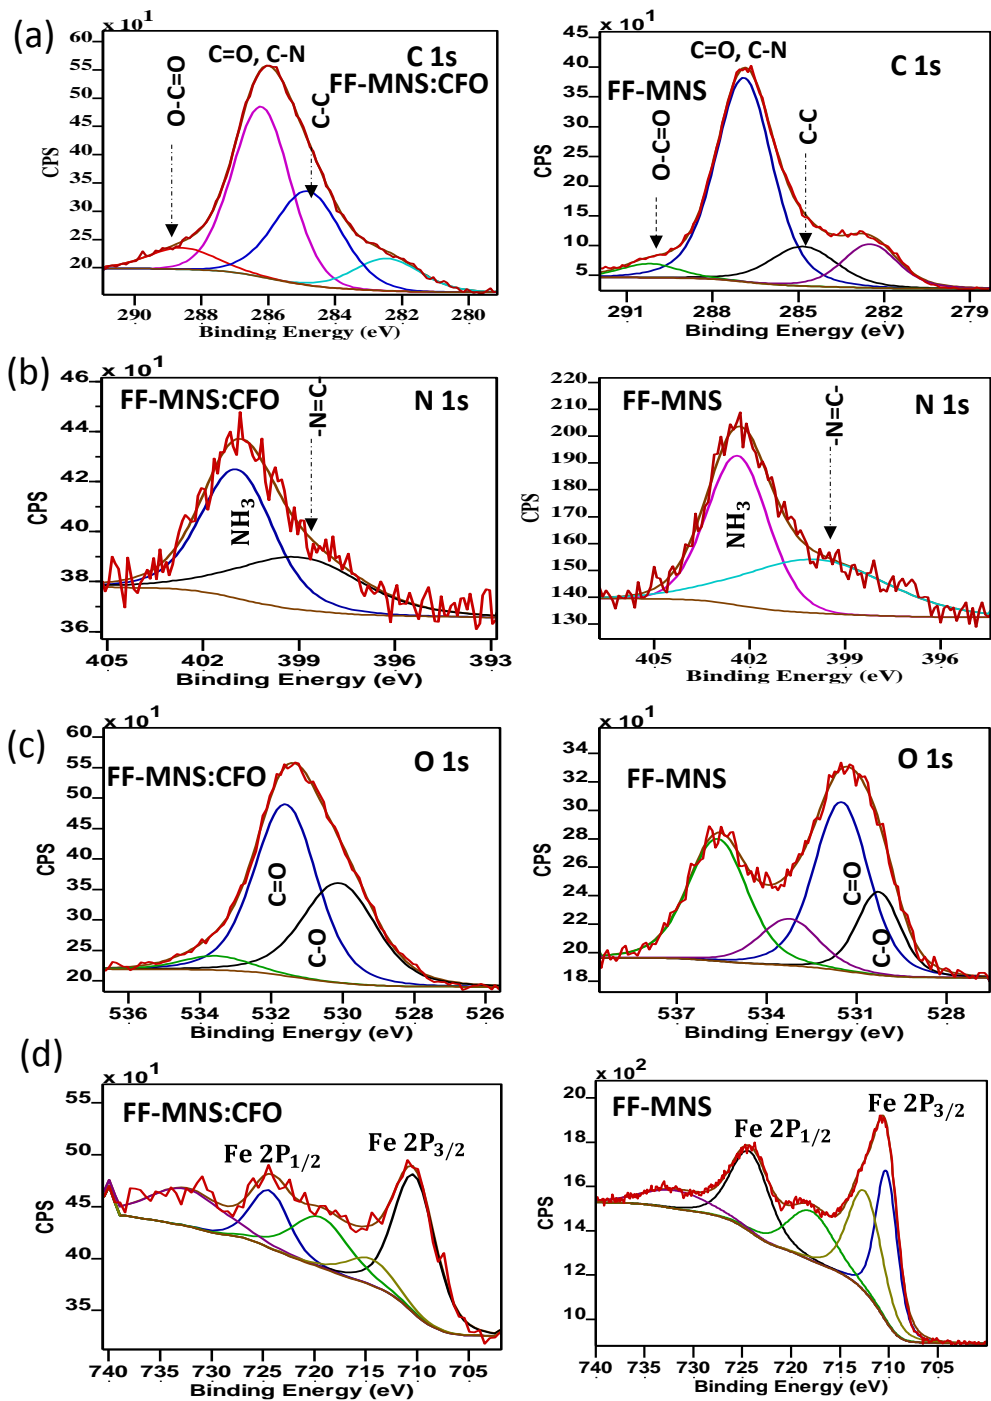 (a)
x 10¹
60
50
40
30
20
CPS
O-C=O
C=O, C-N
C-C
C 1s
FF-MNS:CFO
290 288 286 284 282 280
Binding Energy (eV)
x 10¹
45
40
35
30
25
20
15
10
5
CPS
FF-MNS
O-C=O
C=O, C-N
C-C
C 1s
291 288 285 282 279
Binding Energy (eV)
(b)
x 10¹
46
44
42
40
38
36
CPS
FF-MNS:CFO
NH₃
-N=C-
N 1s
405 402 399 396 393
Binding Energy (eV)
220
210
200
190
180
170
160
150
140
130
CPS
FF-MNS
NH₃
-N=C-
N 1s
405 402 399 396
Binding Energy (eV)
(c)
x 10¹
60
55
50
45
40
35
30
25
20
CPS
FF-MNS:CFO
C=O
C-O
O 1s
536 534 532 530 528 526
Binding Energy (eV)
x 10¹
34
32
30
28
26
24
22
20
18
CPS
FF-MNS
C=O
C-O
O 1s
537 534 531 528
Binding Energy (eV)
(d)
x 10¹
55
50
45
40
35
CPS
FF-MNS:CFO
Fe 2P₁/₂
Fe 2P₃/₂
740 735 730 725 720 715 710 705
Binding Energy (eV)
x 10²
20
18
16
14
12
10
CPS
FF-MNS
Fe 2P₁/₂
Fe 2P₃/₂
740 735 730 725 720 715 710 705
Binding Energy (eV)